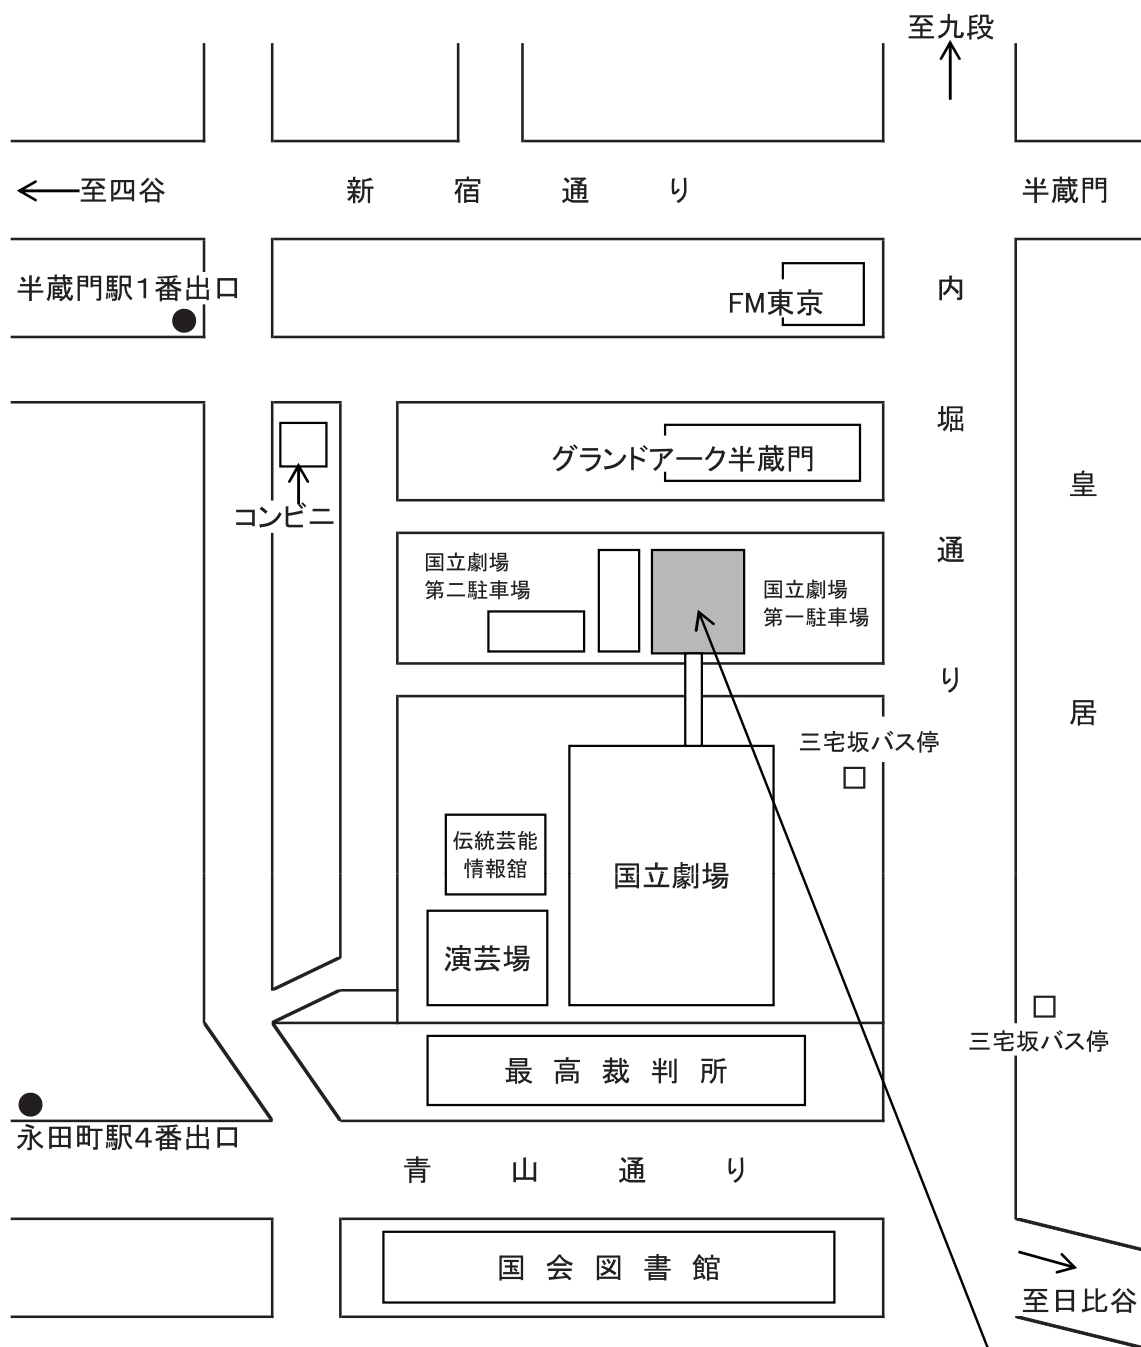 至九段
至四谷
新宿通り
半蔵門
半蔵門駅1番出口
FM東京
内堀通り
グランドアーク半蔵門
皇居
コンビニ
国立劇場
第二駐車場
国立劇場
第一駐車場
三宅坂バス停
伝統芸能
情報舘
国立劇場
演芸場
三宅坂バス停
最高裁判所
永田町駅4番出口
青山通り
国会図書館
至日比谷